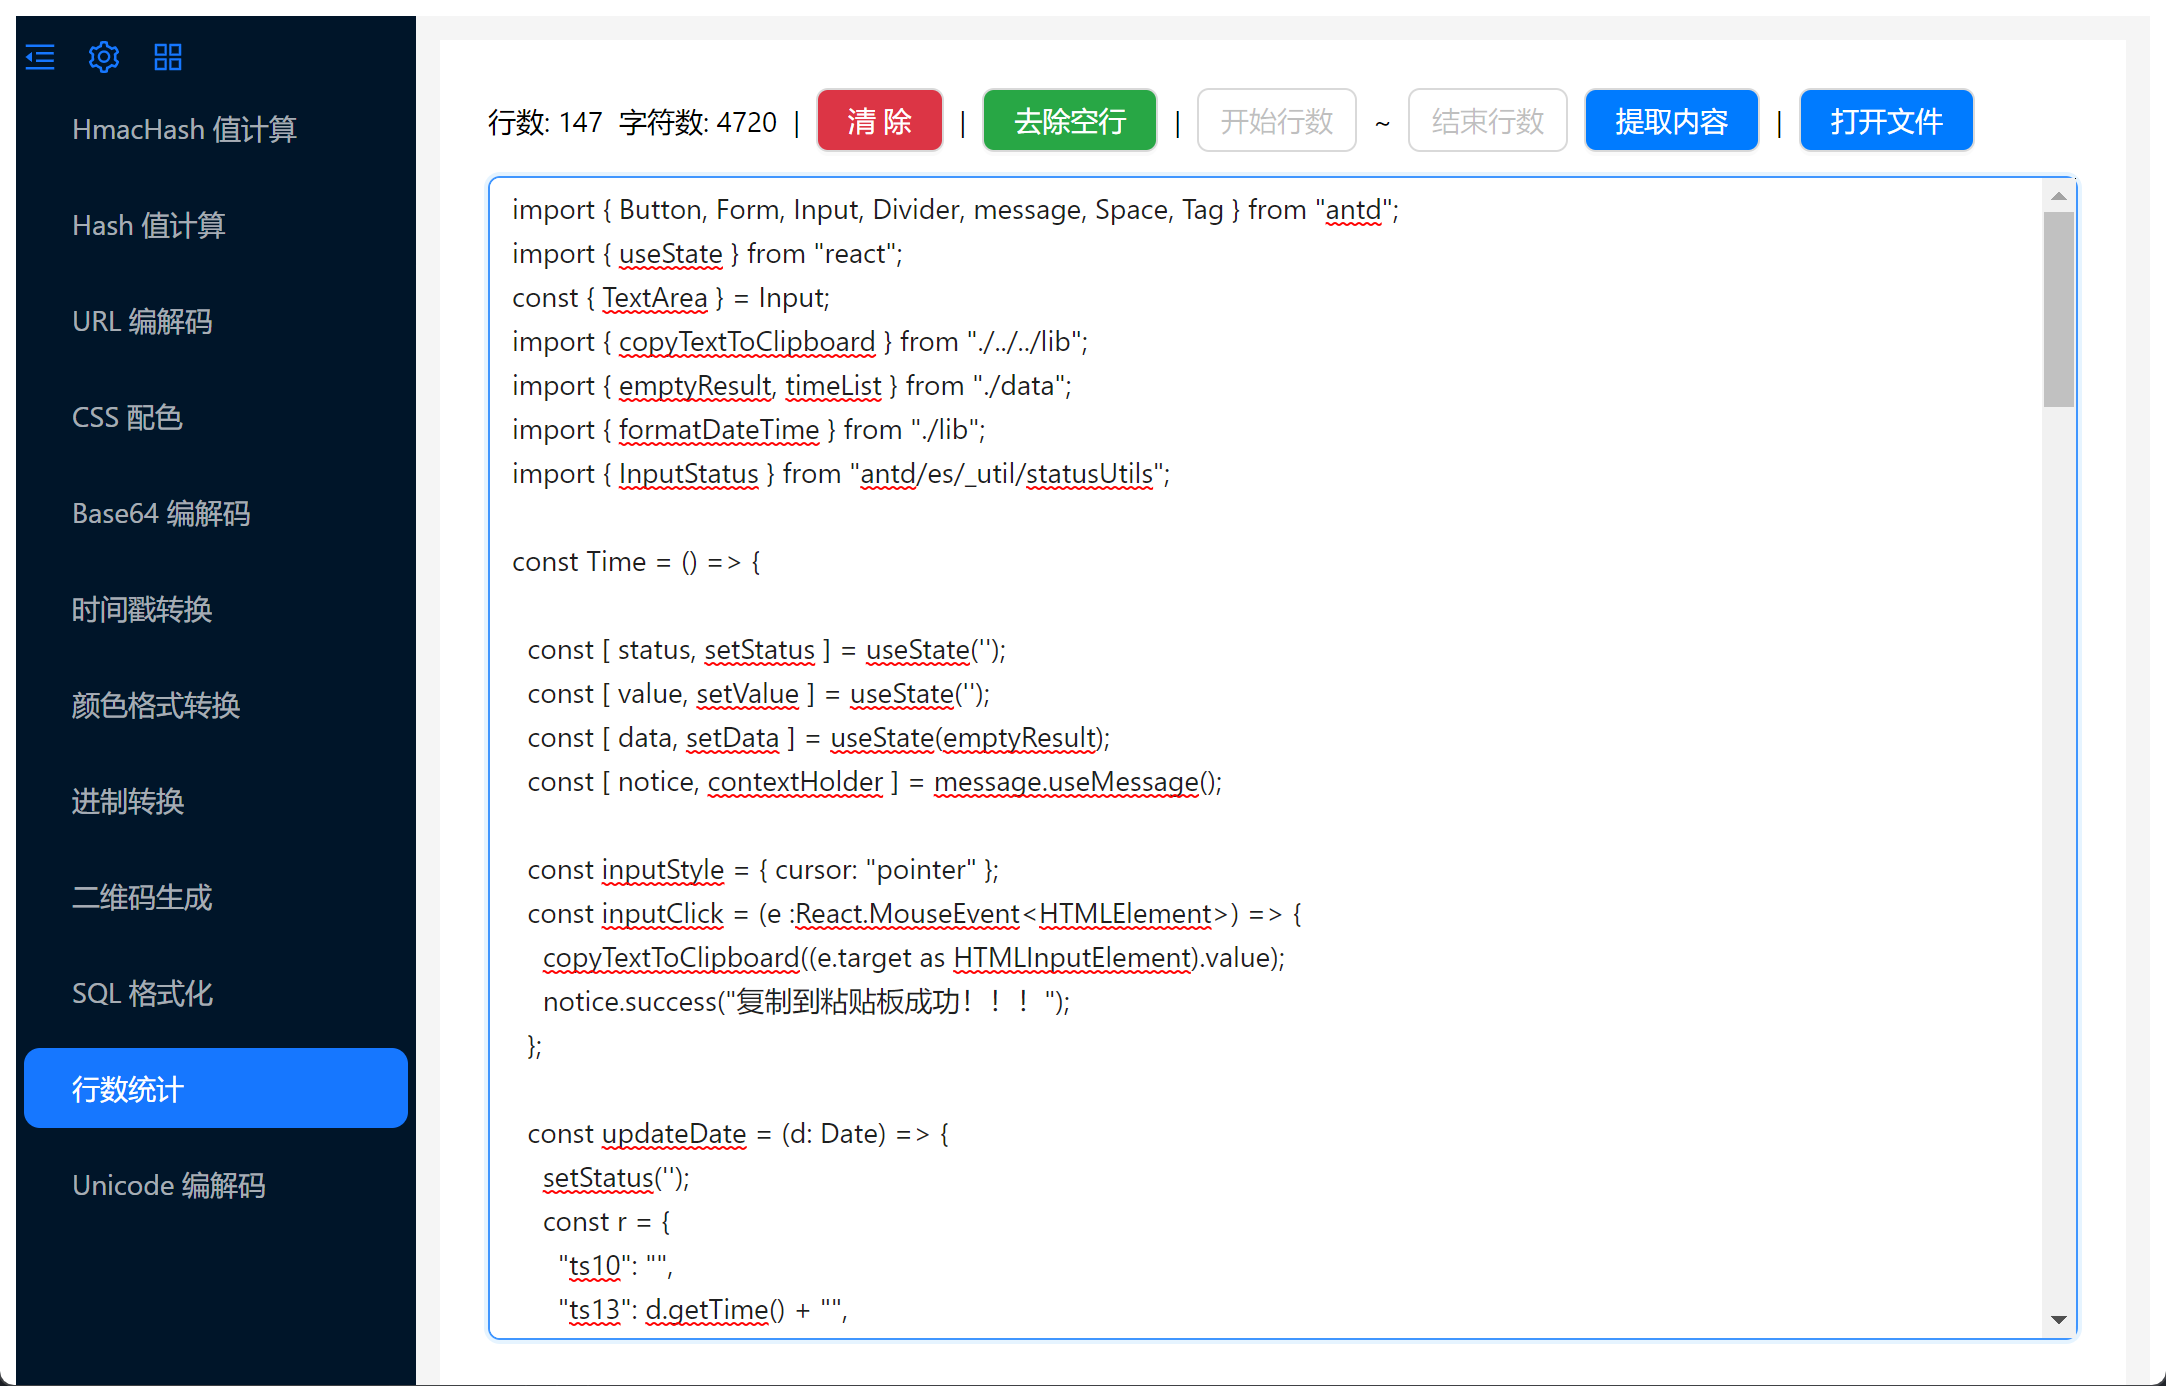 HmacHash 值计算
Hash 值计算
URL 编解码
CSS 配色
Base64 编解码
时间戳转换
颜色格式转换
进制转换
二维码生成
SQL 格式化
行数统计
Unicode 编解码
行数: 147 字符数: 4720 | 清 除 | 去除空行 | 开始行数 ~ 结束行数 提取内容 | 打开文件
import { Button, Form, Input, Divider, message, Space, Tag } from "antd";
import { useState } from "react";
const { TextArea } = Input;
import { copyTextToClipboard } from "./../../lib";
import { emptyResult, timeList } from "./data";
import { formatDateTime } from "./lib";
import { InputStatus } from "antd/es/_util/statusUtils";
const Time = () => {
const [ status, setStatus ] = useState('');
const [ value, setValue ] = useState('');
const [ data, setData ] = useState(emptyResult);
const [ notice, contextHolder ] = message.useMessage();
const inputStyle = { cursor: "pointer" };
const inputClick = (e :React.MouseEvent<HTMLElement>) => {
copyTextToClipboard((e.target as HTMLInputElement).value);
notice.success("复制到粘贴板成功！！！");
};
const updateDate = (d: Date) => {
setStatus('');
const r = {
"ts10": "",
"ts13": d.getTime() + "",